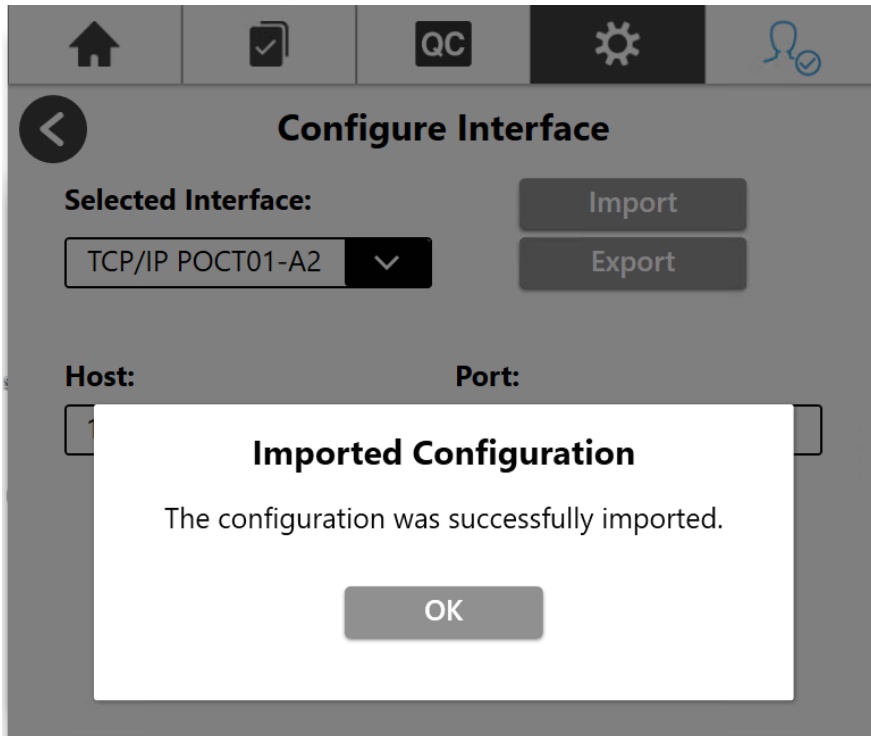 QC
Configure Interface
Selected Interface:
Import
TCP/IP POCT01-A2
Export
Host:
Port:
Imported Configuration
The configuration was successfully imported.
OK